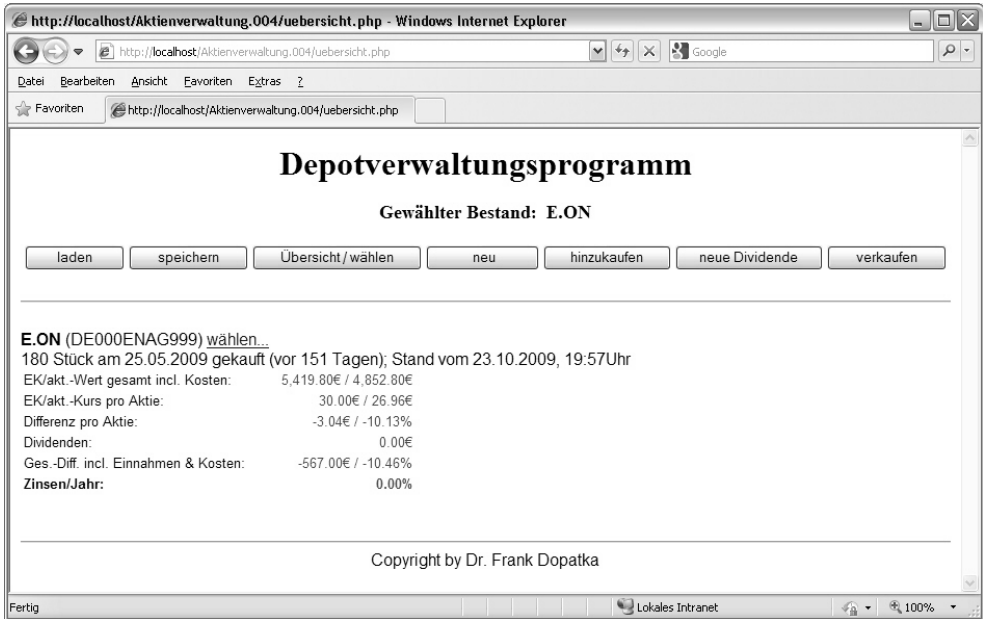 http://localhost/Aktienverwaltung.004/uebersicht.php - Windows Internet Explorer
http://localhost/Aktienverwaltung.004/uebersicht.php
Google
Datei Bearbeiten Ansicht Favoriten Extras ?
Favoriten
http://localhost/Aktienverwaltung.004/uebersicht.php
Depotverwaltungsprogramm
Gewählter Bestand: E.ON
laden speichern Übersicht / wählen neu hinzukaufen neue Dividende verkaufen
E.ON (DE000ENAG999) wählen...
180 Stück am 25.05.2009 gekauft (vor 151 Tagen); Stand vom 23.10.2009, 19:57Uhr
EK/akt.-Wert gesamt incl. Kosten: 5,419.80€ / 4,852.80€
EK/akt.-Kurs pro Aktie: 30.00€ / 26.96€
Differenz pro Aktie: -3.04€ / -10.13%
Dividenden: 0.00€
Ges.-Diff. incl. Einnahmen & Kosten: -567.00€ / -10.46%
Zinsen/Jahr: 0.00%
Copyright by Dr. Frank Dopatka
Fertig
Lokales Intranet
100%